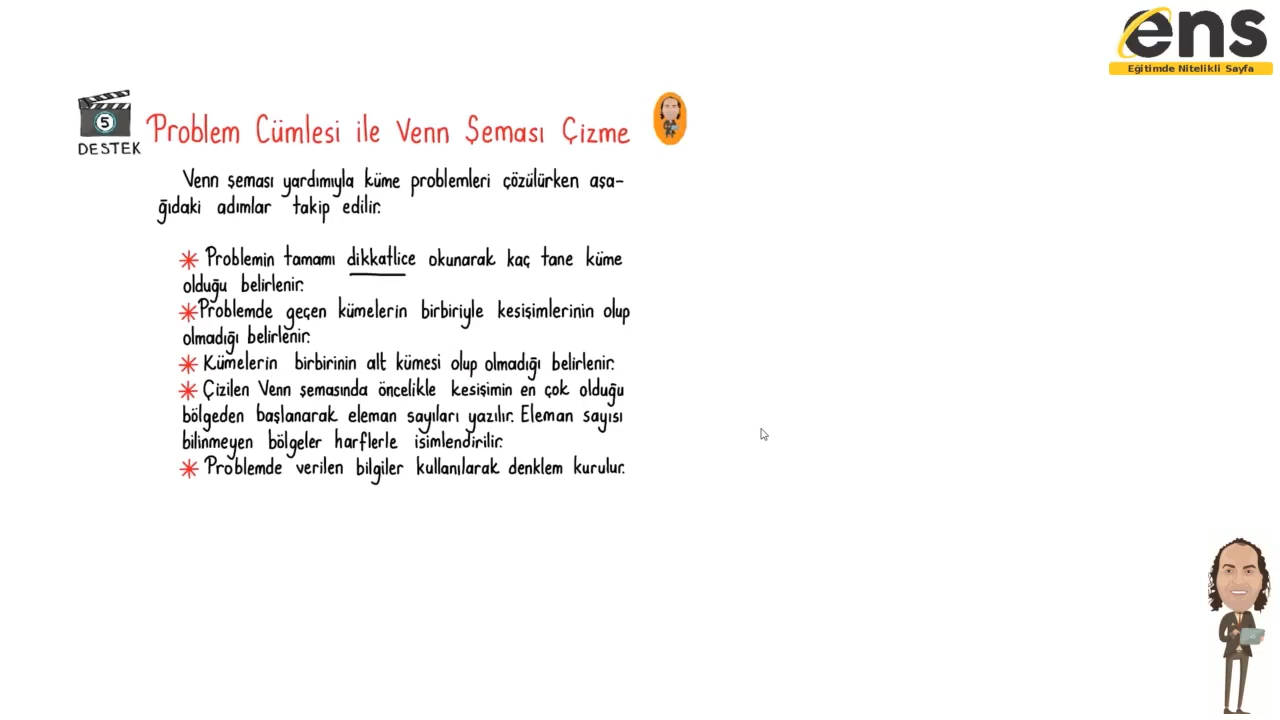 ens
Eğitimde Nitelikli Sayfa
5
DESTEK
Problem Cümlesi ile Venn Şeması Çizme
Venn şeması yardımıyla küme problemleri çözülürken aşa-
ğıdaki adımlar takip edilir.
* Problemin tamamı dikkatlice okunarak kaç tane küme
olduğu belirlenir.
* Problemde geçen kümelerin birbiriyle kesişimlerinin olup
olmadığı belirlenir.
* Kümelerin birbirinin alt kümesi olup olmadığı belirlenir.
* Çizilen Venn şemasında öncelikle kesişimin en çok olduğu
bölgeden başlanarak eleman sayıları yazılır. Eleman sayısı
bilinmeyen bölgeler harflerle isimlendirilir.
* Problemde verilen bilgiler kullanılarak denklem kurulur.